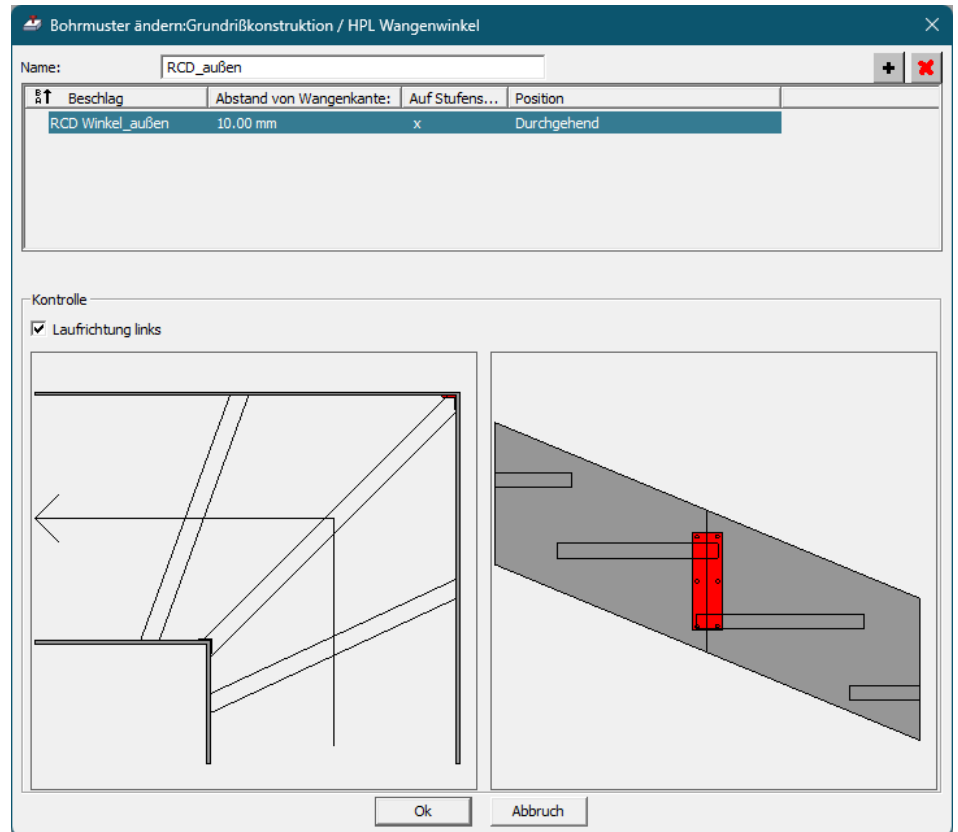 Bohrmuster ändern:Grundrißkonstruktion / HPL Wangenwinkel
Name: RCD_außen
Beschlag Abstand von Wangenkante: Auf Stufens... Position
RCD Winkel_außen 10.00 mm x Durchgehend
Kontrolle
Laufrichtung links
Ok Abbruch